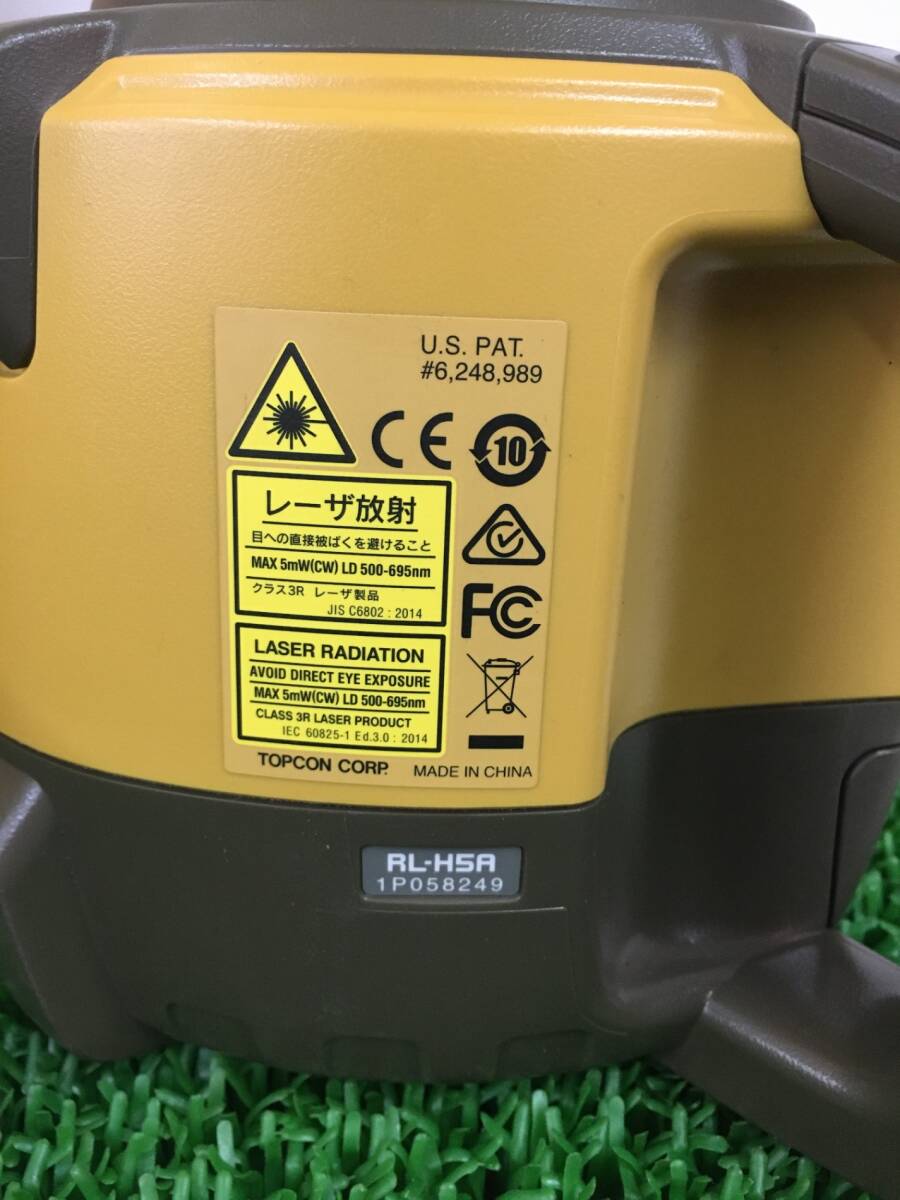 U.S. PAT.
#6,248,989
CE
10
レーザ放射
目への直接被ばくを避けること
MAX 5mW(CW) LD 500-695nm
クラス3R レーザ製品
JIS C6802 : 2014
FC
LASER RADIATION
AVOID DIRECT EYE EXPOSURE
MAX 5mW(CW) LD 500-695nm
CLASS 3R LASER PRODUCT
IEC 60825-1 Ed.3.0 : 2014
TOPCON CORP.
MADE IN CHINA
RL-H5A
1P058249